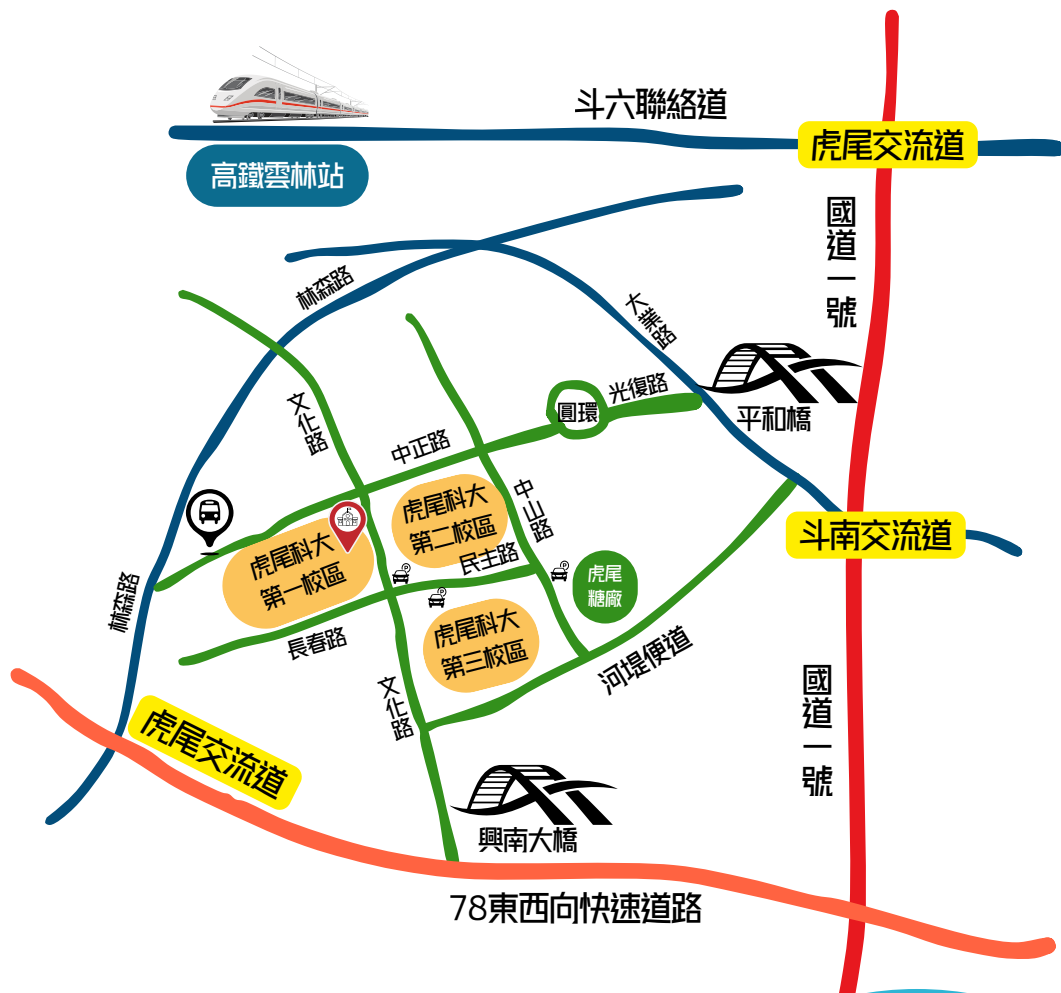 斗六聯絡道
虎尾交流道
高鐵雲林站
國道一號
林森路
大業路
光復路
圓環
平和橋
文化路
中正路
虎尾科大
第二校區
中山路
斗南交流道
虎尾科大
第一校區
民主路
虎尾
糖廠
林森路
長春路
虎尾科大
第三校區
河堤便道
文化路
國道一號
虎尾交流道
興南大橋
78東西向快速道路
P
P
P